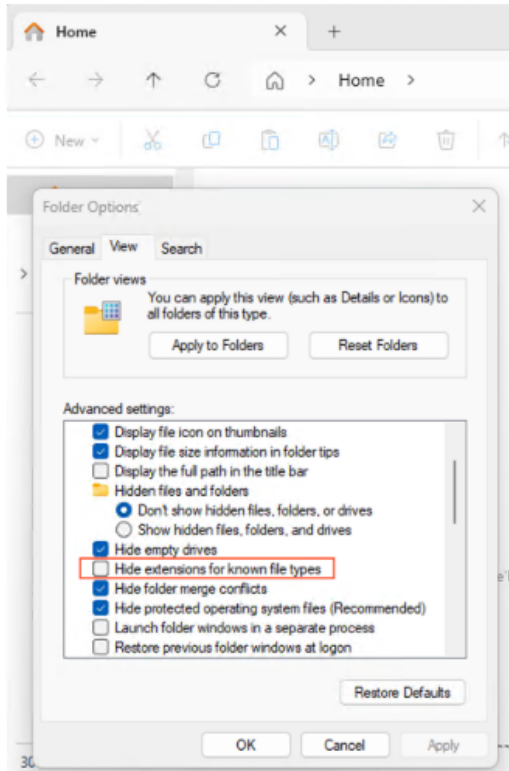 Home
Home
New
Folder Options
General View Search
Folder views
You can apply this view (such as Details or Icons) to
all folders of this type.
Apply to Folders Reset Folders
Advanced settings:
Display file icon on thumbnails
Display file size information in folder tips
Display the full path in the title bar
Hidden files and folders
Don't show hidden files, folders, or drives
Show hidden files, folders, and drives
Hide empty drives
Hide extensions for known file types
Hide folder merge conflicts
Hide protected operating system files (Recommended)
Launch folder windows in a separate process
Restore previous folder windows at logon
Restore Defaults
OK Cancel Apply
30